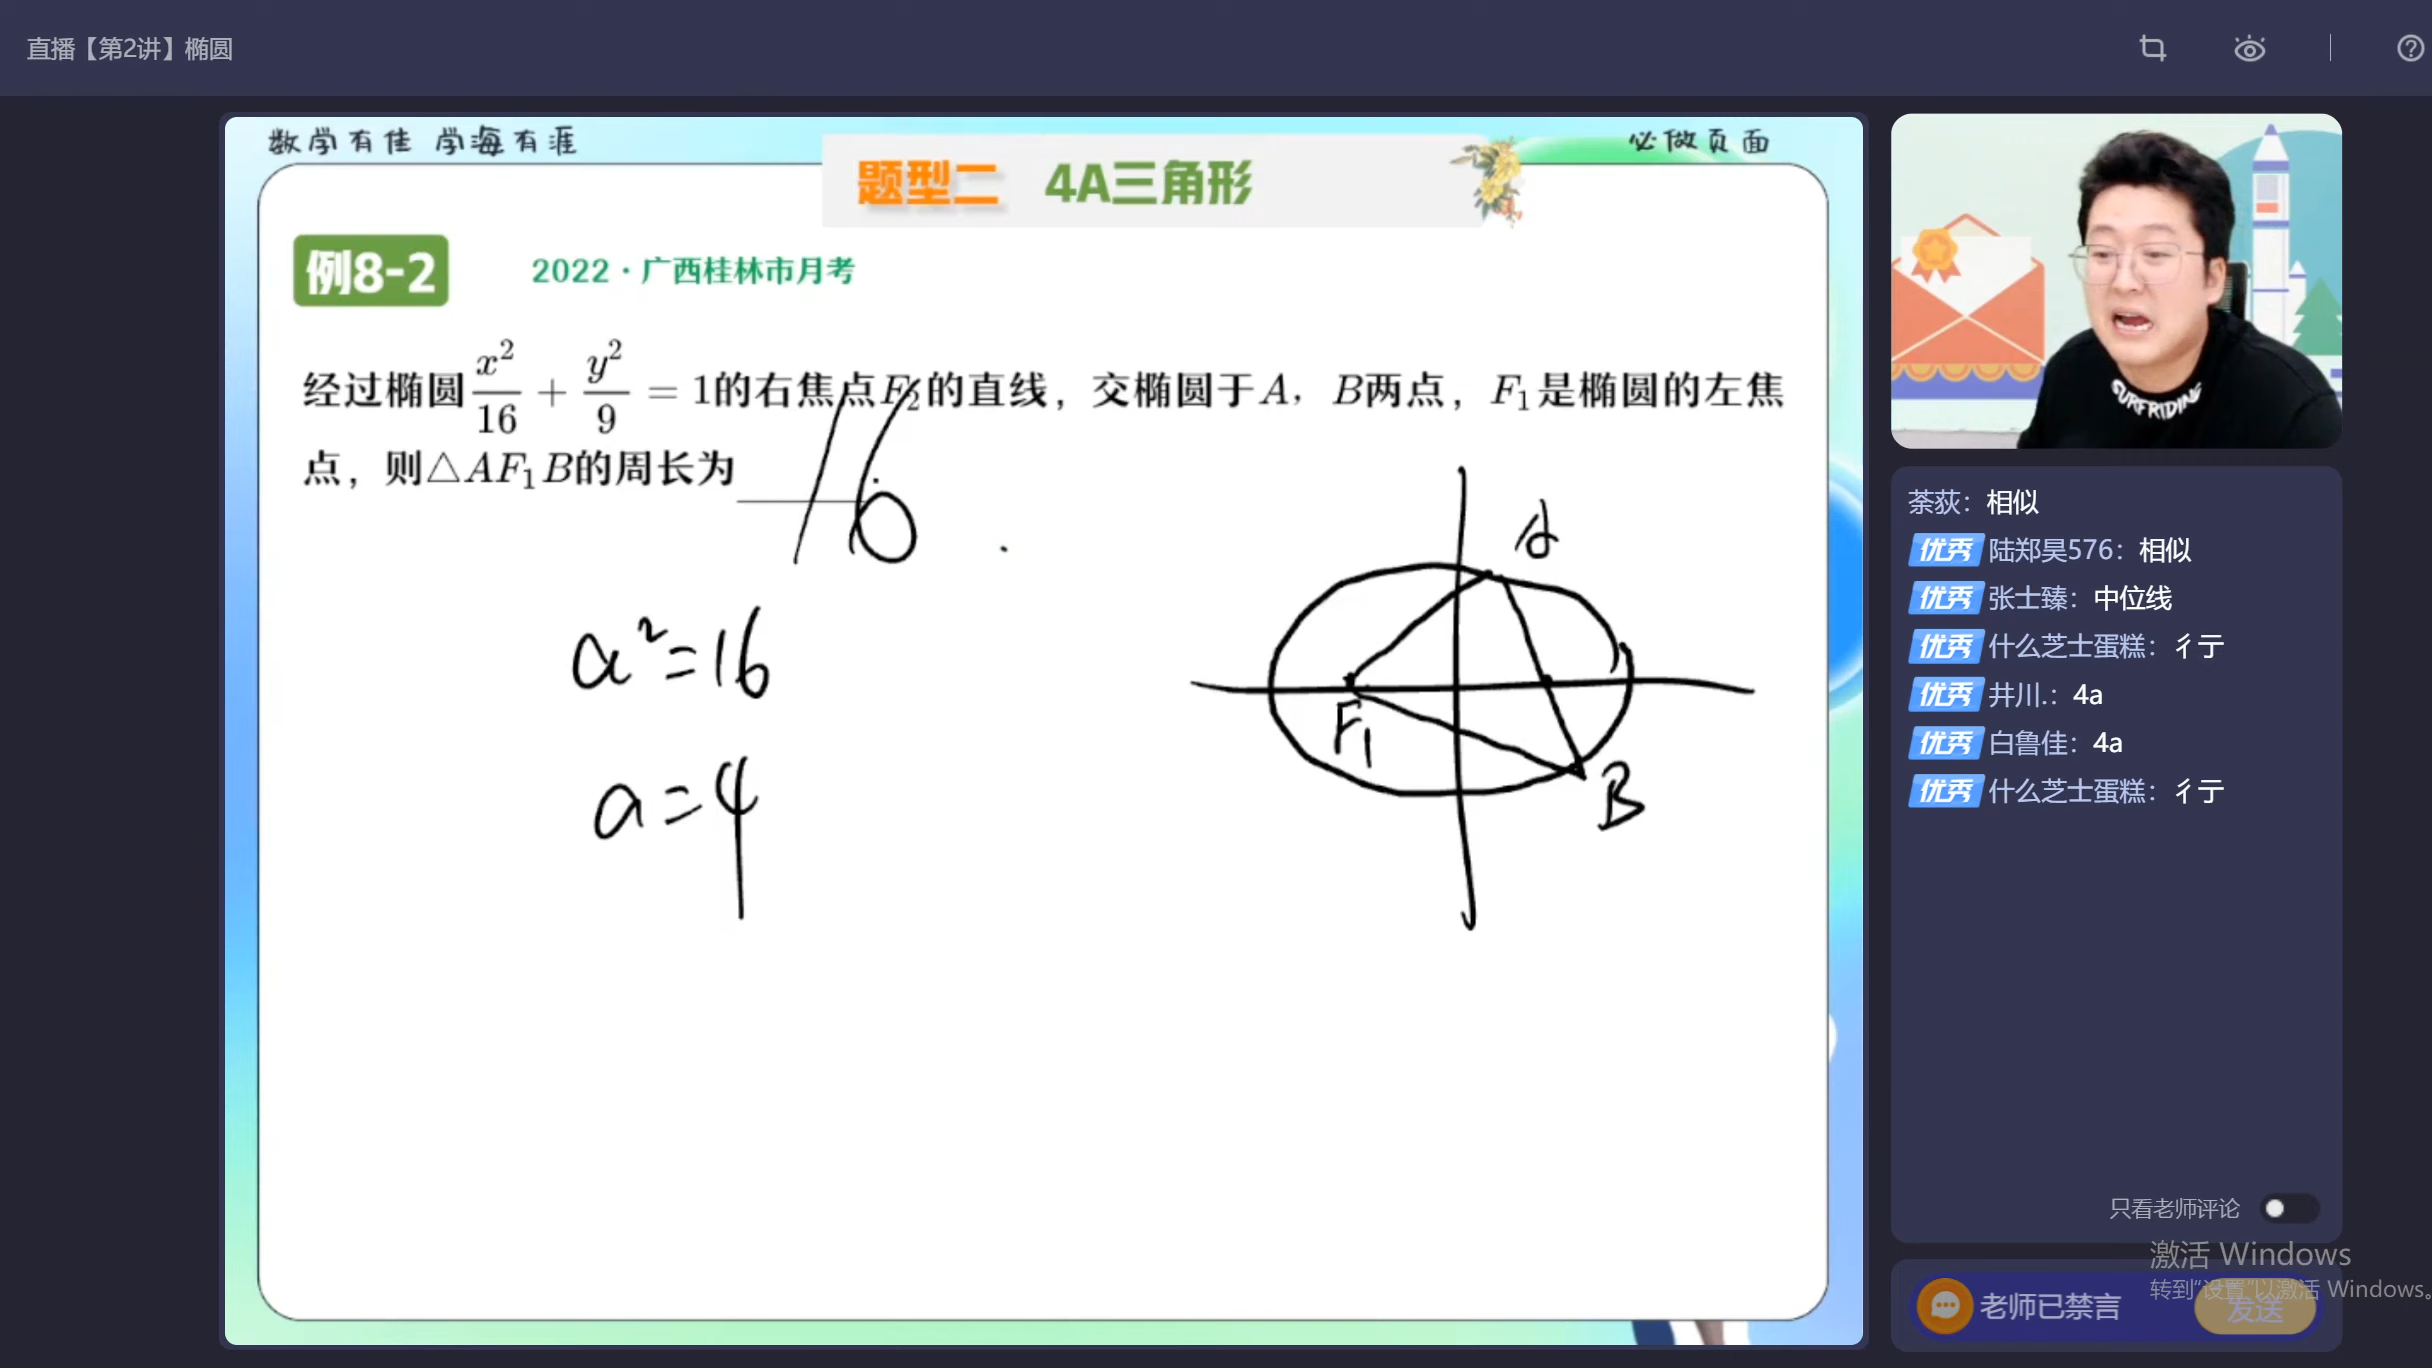 直播【第2讲】椭圆
数学有佳 学海有涯
必做页面
题型二 4A三角形
例8-2
2022·广西桂林市月考
经过椭圆x²/16 + y²/9 = 1的右焦点F₂的直线，交椭圆于A，B两点，F₁是椭圆的左焦
点，则△AF₁B的周长为____.
16
a²=16
a=4
A
F₁
B
SURFRIDING
荼荻：相似
优秀 陆郑昊576：相似
优秀 张士臻：中位线
优秀 什么芝士蛋糕：彳亍
优秀 井川.：4a
优秀 白鲁佳：4a
优秀 什么芝士蛋糕：彳亍
只看老师评论
激活 Windows
转到“设置”以激活 Windows。
老师已禁言
发送